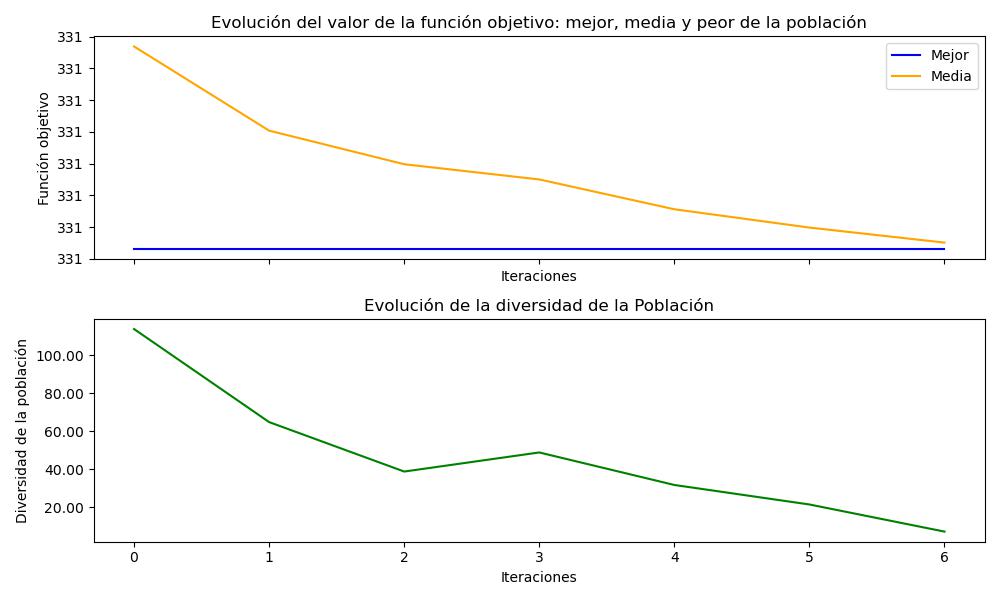 Evolución del valor de la función objetivo: mejor, media y peor de la población
331
331
331
331
331
331
331
331
Función objetivo
Mejor
Media
Iteraciones
Evolución de la diversidad de la Población
100.00
80.00
60.00
40.00
20.00
Diversidad de la población
0 1 2 3 4 5 6
Iteraciones